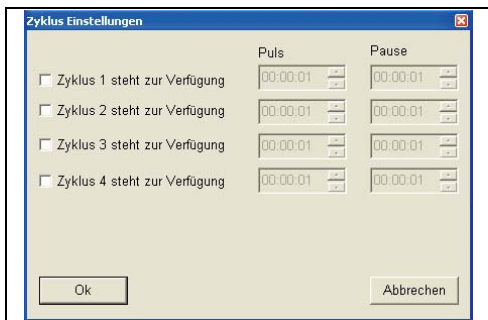 Zyklus Einstellungen
Puls Pause
Zyklus 1 steht zur Verfügung 00:00:01 00:00:01
Zyklus 2 steht zur Verfügung 00:00:01 00:00:01
Zyklus 3 steht zur Verfügung 00:00:01 00:00:01
Zyklus 4 steht zur Verfügung 00:00:01 00:00:01
Ok Abbrechen